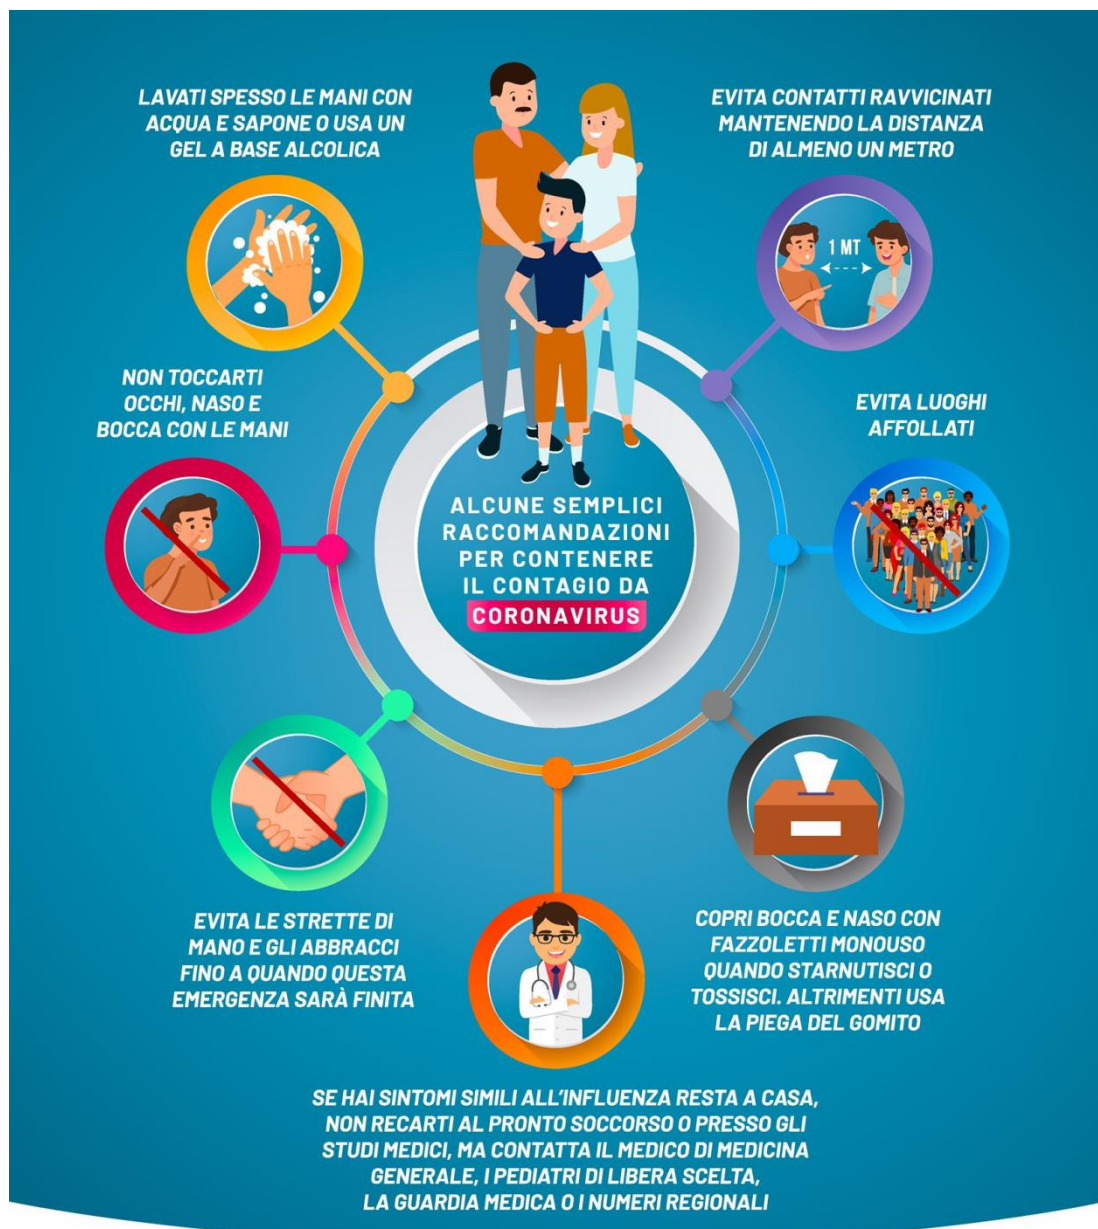 LAVATI SPESSO LE MANI CON
ACQUA E SAPONE O USA UN
GEL A BASE ALCOLICA
EVITA CONTATTI RAVVICINATI
MANTENENDO LA DISTANZA
DI ALMENO UN METRO
1 MT
NON TOCCARTI
OCCHI, NASO E
BOCCA CON LE MANI
EVITA LUOGHI
AFFOLLATI
ALCUNE SEMPLICI
RACCOMANDAZIONI
PER CONTENERE
IL CONTAGIO DA
CORONAVIRUS
EVITA LE STRETTE DI
MANO E GLI ABBRACCI
FINO A QUANDO QUESTA
EMERGENZA SARÀ FINITA
COPRI BOCCA E NASO CON
FAZZOLETTI MONOUSO
QUANDO STARNUTISCI O
TOSSISCI. ALTRIMENTI USA
LA PIEGA DEL GOMITO
SE HAI SINTOMI SIMILI ALL'INFLUENZA RESTA A CASA,
NON RECARTI AL PRONTO SOCCORSO O PRESSO GLI
STUDI MEDICI, MA CONTATTA IL MEDICO DI MEDICINA
GENERALE, I PEDIATRI DI LIBERA SCELTA,
LA GUARDIA MEDICA O I NUMERI REGIONALI